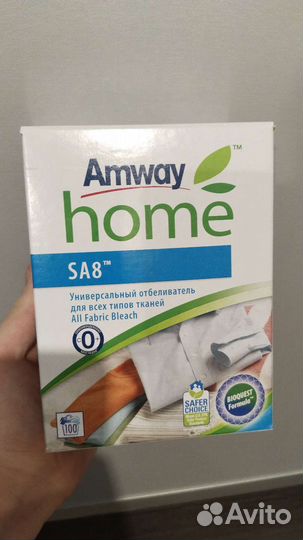 Amway
TM
home
SA8™
Универсальный отбеливатель
для всех типов тканей
All Fabric Bleach
0
SAFER
CHOICE
BIOQUEST
Formula
100
Avito